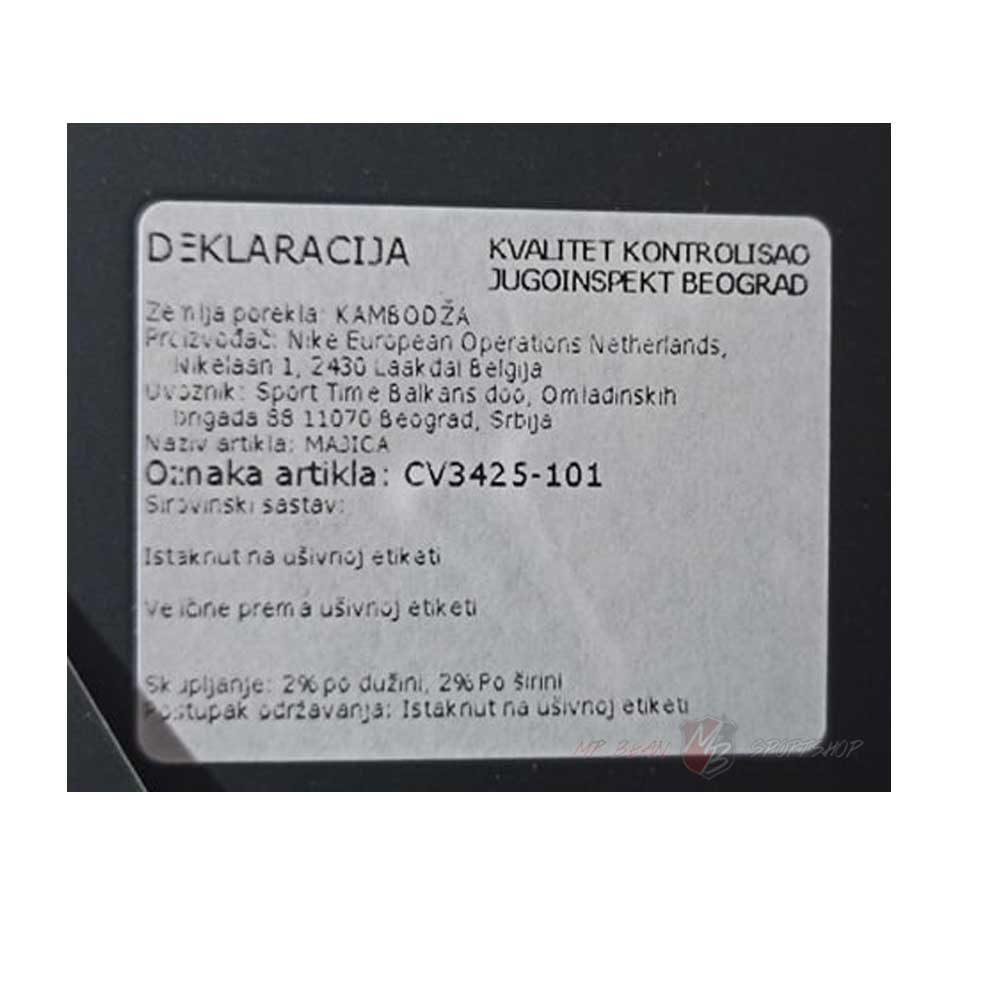 DEKLARACIJA
KVALITET KONTROLISAO
JUGOINSPEKT BEOGRAD
Zemlja porekla: KAMBODŽA
Proizvođač: Nike European Operations Netherlands,
Nikelaan 1, 2430 Laakdal Belgija
Uvoznik: Sport Time Balkans doo, Omladinskih
brigada 88 11070 Beograd, Srbija
Naziv artikla: MAJICA
Oznaka artikla: CV3425-101
Sirovinski sastav:
Istaknut na ušivnoj etiketi
Veličine prema ušivnoj etiketi
Skupljanje: 2% po dužini, 2% Po širini
Postupak održavanja: Istaknut na ušivnoj etiketi
MR BEAN MB SPORTSHOP